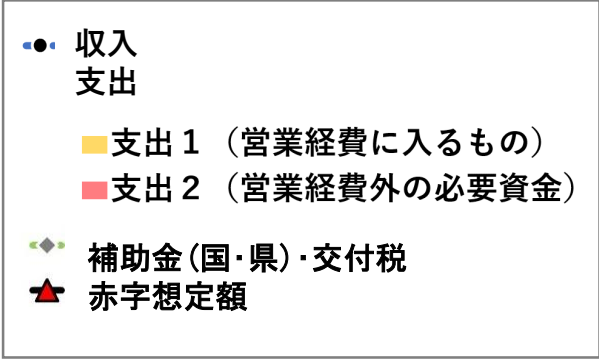 収入
支出
支出１（営業経費に入るもの）
支出２（営業経費外の必要資金）
補助金(国･県)･交付税
赤字想定額